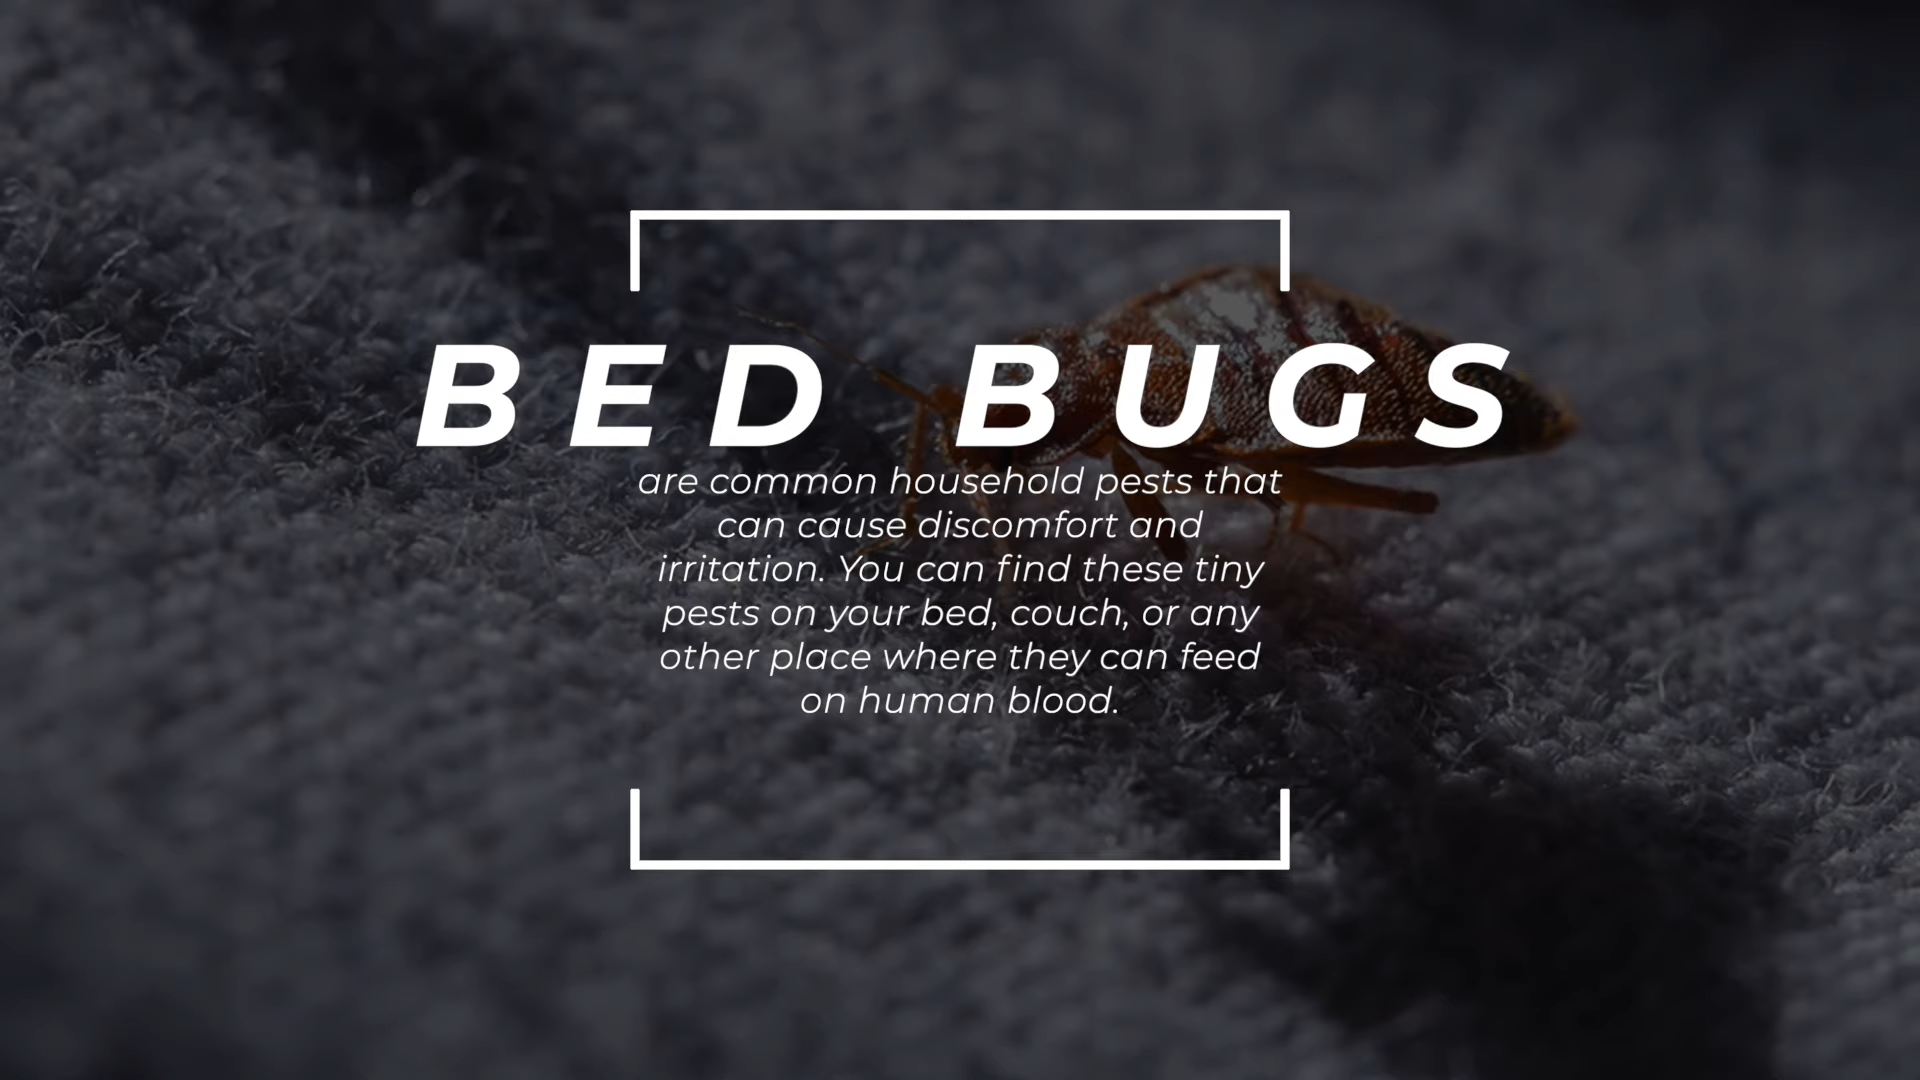 BED BUGS
are common household pests that
can cause discomfort and
irritation. You can find these tiny
pests on your bed, couch, or any
other place where they can feed
on human blood.